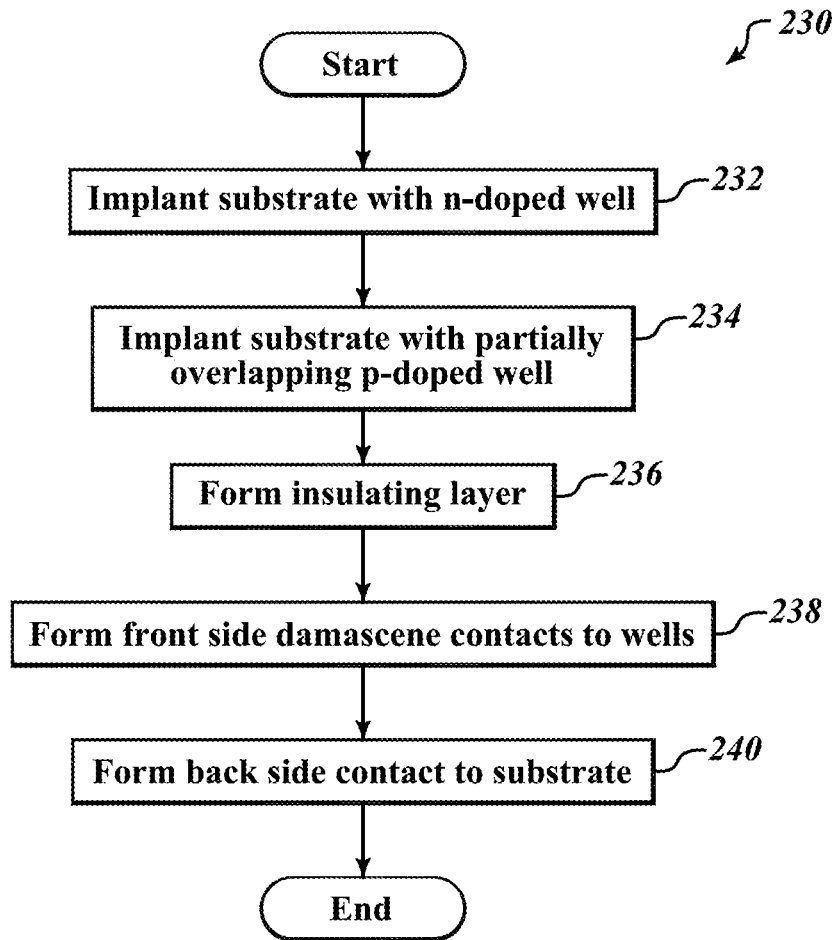 230
Start
Implant substrate with n-doped well
232
Implant substrate with partially
overlapping p-doped well
234
Form insulating layer
236
Form front side damascene contacts to wells
238
Form back side contact to substrate
240
End